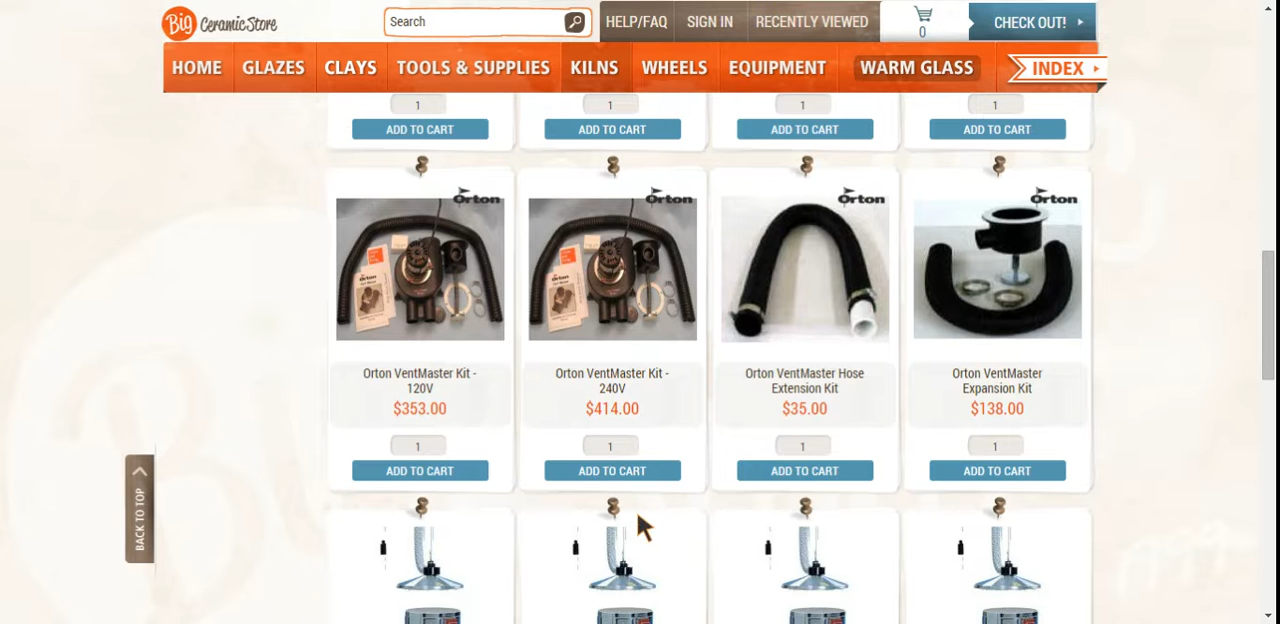 Big CeramicStore
Search
HELP/FAQ
SIGN IN
RECENTLY VIEWED
0
CHECK OUT!
HOME
GLAZES
CLAYS
TOOLS & SUPPLIES
KILNS
WHEELS
EQUIPMENT
WARM GLASS
INDEX
1
1
1
1
ADD TO CART
ADD TO CART
ADD TO CART
ADD TO CART
Orton
Orton
Orton
Orton
Orton
Orton
Orton VentMaster Kit -
120V
$353.00
Orton VentMaster Kit -
240V
$414.00
Orton VentMaster Hose
Extension Kit
$35.00
Orton VentMaster
Expansion Kit
$138.00
1
1
1
1
ADD TO CART
ADD TO CART
ADD TO CART
ADD TO CART
BACK TO TOP